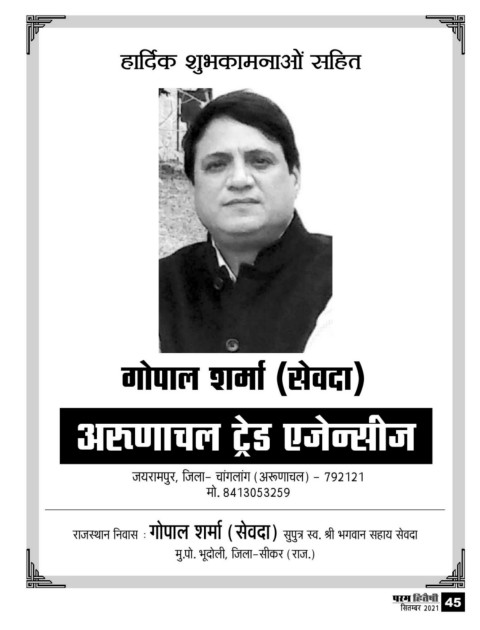 हार्दिक शुभकामनाओं सहित
गोपाल शर्मा (सेवदा)
अरूणाचल ट्रेड एजेन्सीज
जयरामपुर, जिला- चांगलांग (अरूणाचल) - 792121
मो. 8413053259
राजस्थान निवास : गोपाल शर्मा (सेवदा) सुपुत्र स्व. श्री भगवान सहाय सेवदा
मु.पो. भूदोली, जिला-सीकर (राज.)
परम हितैषी
सितम्बर 2021 45